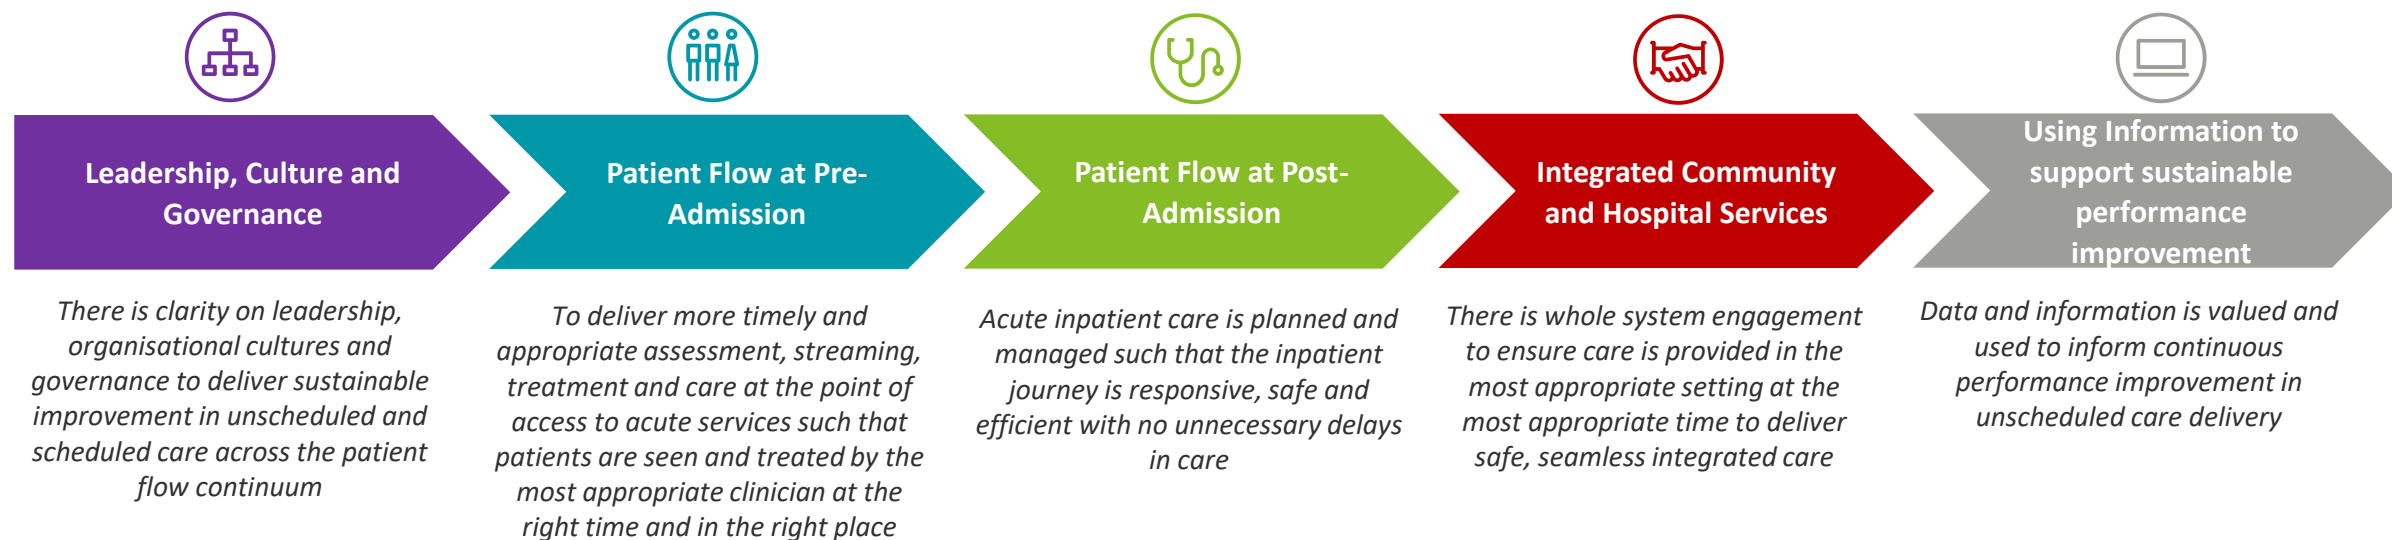 Leadership, Culture and
Governance
Patient Flow at Pre-
Admission
Patient Flow at Post-
Admission
Integrated Community
and Hospital Services
Using Information to
support sustainable
performance
improvement
There is clarity on leadership,
organisational cultures and
governance to deliver sustainable
improvement in unscheduled and
scheduled care across the patient
flow continuum
To deliver more timely and
appropriate assessment, streaming,
treatment and care at the point of
access to acute services such that
patients are seen and treated by the
most appropriate clinician at the
right time and in the right place
Acute inpatient care is planned and
managed such that the inpatient
journey is responsive, safe and
efficient with no unnecessary delays
in care
There is whole system engagement
to ensure care is provided in the
most appropriate setting at the
most appropriate time to deliver
safe, seamless integrated care
Data and information is valued and
used to inform continuous
performance improvement in
unscheduled care delivery